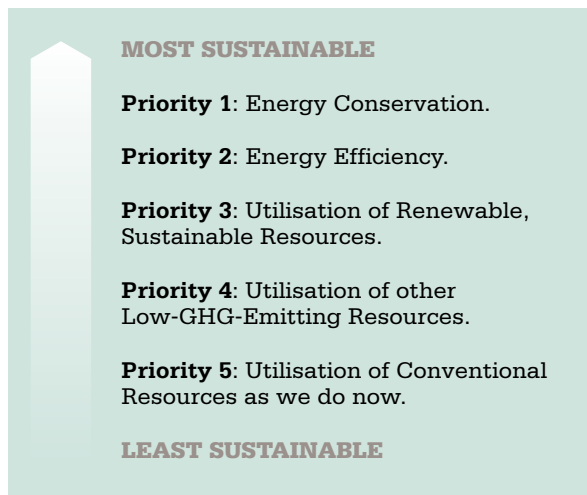 MOST SUSTAINABLE
Priority 1: Energy Conservation.
Priority 2: Energy Efficiency.
Priority 3: Utilisation of Renewable,
Sustainable Resources.
Priority 4: Utilisation of other
Low-GHG-Emitting Resources.
Priority 5: Utilisation of Conventional
Resources as we do now.
LEAST SUSTAINABLE